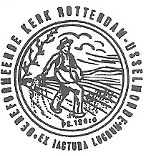 GEREFORMEERDE KERK ROTTERDAM-IJSSELMONDE
EX JACTURA LUCRUM
Ps. 126:6